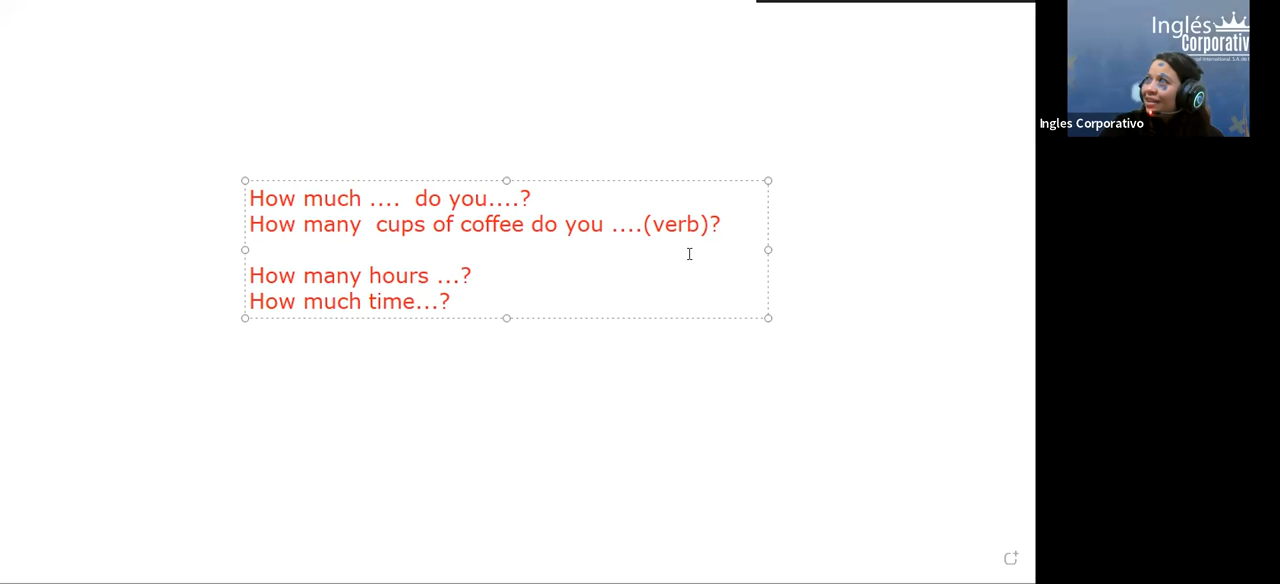 Inglés
Corporativ
Ingles Corporativo
How much .... do you....?
How many cups of coffee do you ....(verb)?
How many hours ...?
How much time...?